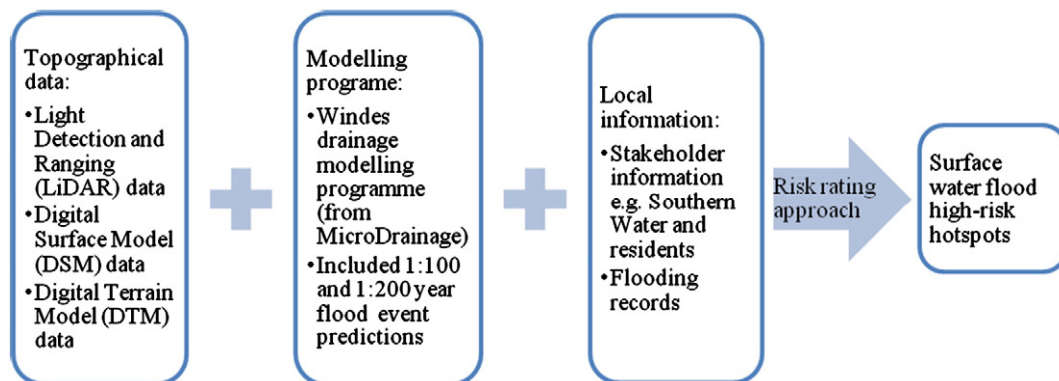 Topographical
data:
•Light
Detection and
Ranging
(LiDAR) data
•Digital
Surface Model
(DSM) data
•Digital Terrain
Model (DTM)
data
Modelling
programe:
•Windes
drainage
modelling
programme
(from
MicroDrainage)
•Included 1:100
and 1:200 year
flood event
predictions
Local
information:
•Stakeholder
information
e.g. Southern
Water and
residents
•Flooding
records
Risk rating
approach
Surface
water flood
high-risk
hotspots